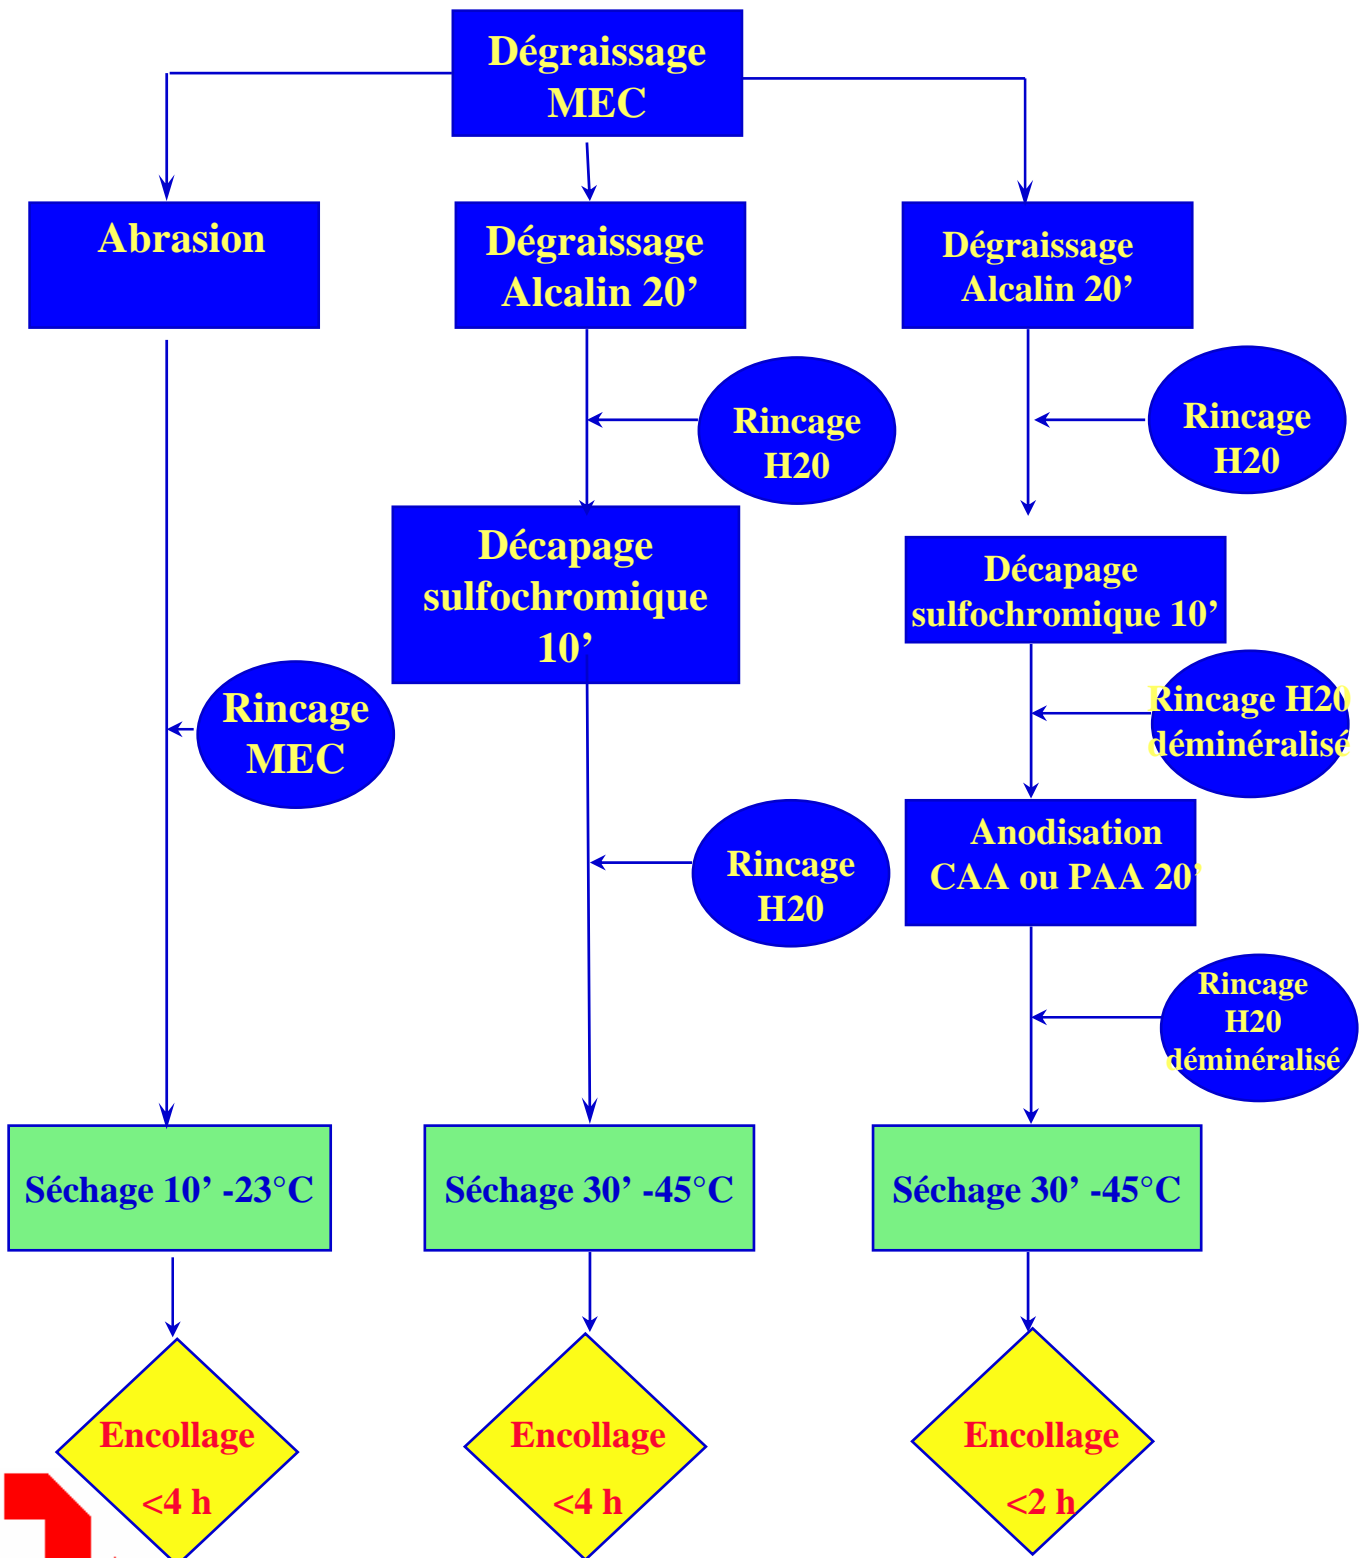 Dégraissage
MEC
Abrasion
Dégraissage
Alcalin 20’
Dégraissage
Alcalin 20’
Rincage
H20
Rincage
H20
Décapage
sulfochromique
10’
Décapage
sulfochromique 10’
Rincage
MEC
Rincage H20
déminéralisé
Rincage
H20
Anodisation
CAA ou PAA 20’
Rincage
H20
déminéralisé
Séchage 10’ -23°C
Séchage 30’ -45°C
Séchage 30’ -45°C
Encollage
<4 h
Encollage
<4 h
Encollage
<2 h